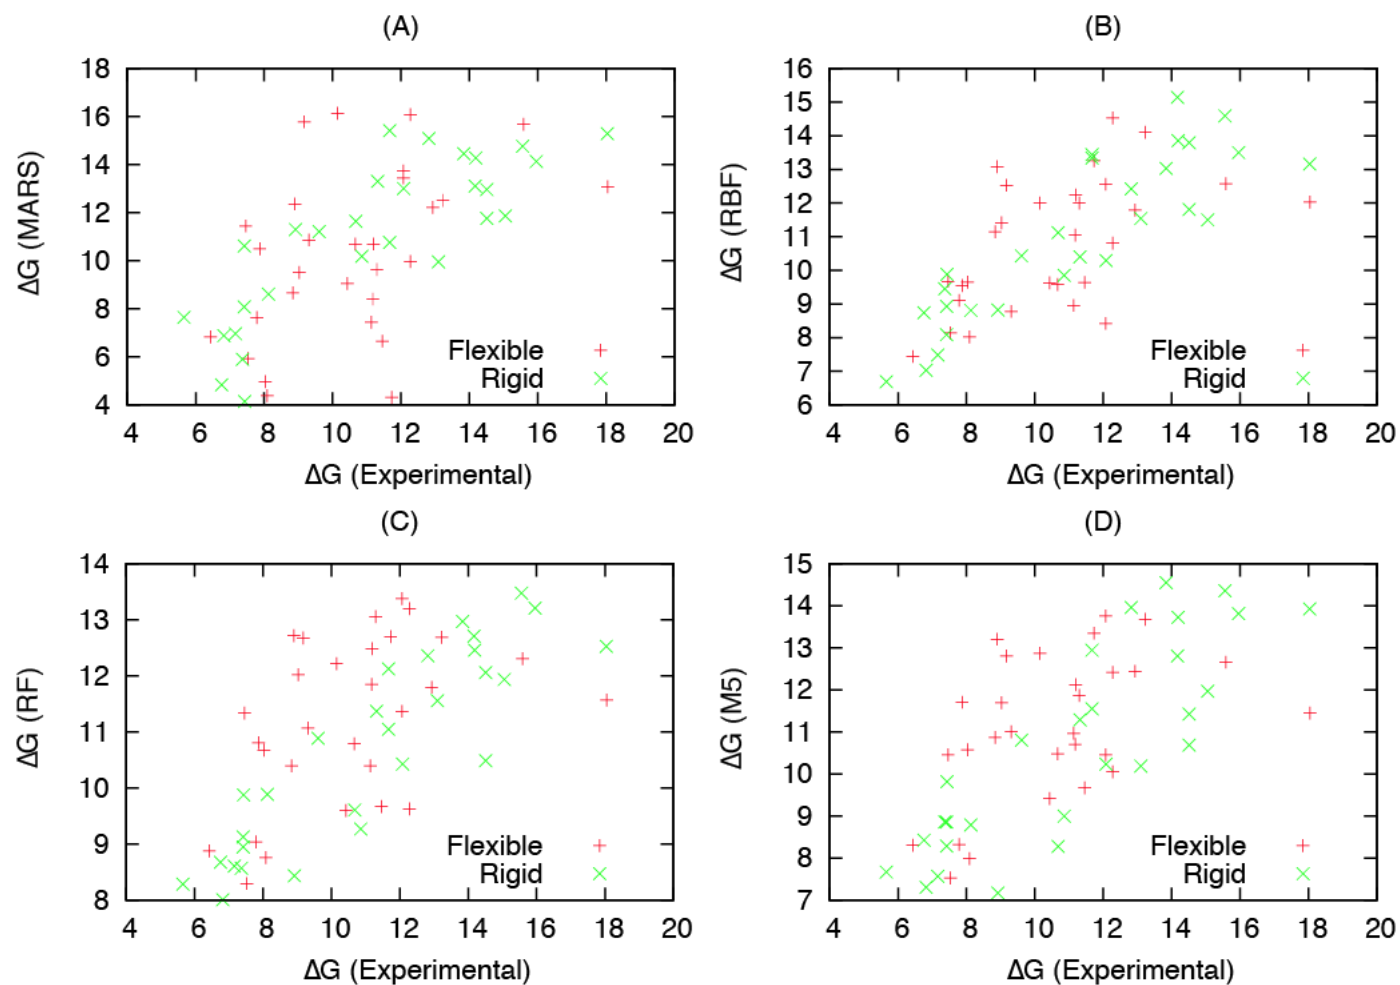 (A)
18
16
14
12
10
8
6
4
ΔG (MARS)
Flexible
Rigid
4 6 8 10 12 14 16 18 20
ΔG (Experimental)
(B)
16
15
14
13
12
11
10
9
8
7
6
ΔG (RBF)
Flexible
Rigid
4 6 8 10 12 14 16 18 20
ΔG (Experimental)
(C)
14
13
12
11
10
9
8
ΔG (RF)
Flexible
Rigid
4 6 8 10 12 14 16 18 20
ΔG (Experimental)
(D)
15
14
13
12
11
10
9
8
7
ΔG (M5)
Flexible
Rigid
4 6 8 10 12 14 16 18 20
ΔG (Experimental)